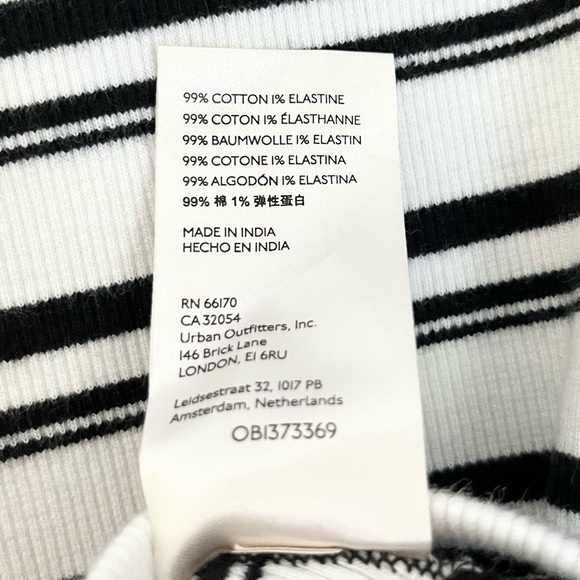 99% COTTON 1% ELASTINE
99% COTON 1% ÉLASTHANNE
99% BAUMWOLLE 1% ELASTIN
99% COTONE 1% ELASTINA
99% ALGODÓN 1% ELASTINA
99% 棉 1% 弹性蛋白
MADE IN INDIA
HECHO EN INDIA
RN 66170
CA 32054
Urban Outfitters, Inc.
146 Brick Lane
LONDON, E1 6RU
Leidsestraat 32, 1017 PB
Amsterdam, Netherlands
OB1373369